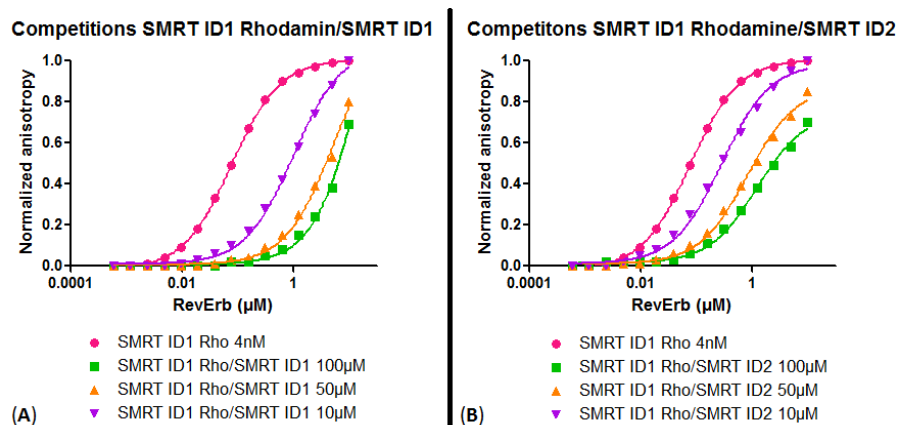 Competitions SMRT ID1 Rhodamin/SMRT ID1
Normalized anisotropy
1.0
0.8
0.6
0.4
0.2
0.0
0.0001
0.01
1
RevErb (µM)
SMRT ID1 Rho 4nM
SMRT ID1 Rho/SMRT ID1 100µM
SMRT ID1 Rho/SMRT ID1 50µM
SMRT ID1 Rho/SMRT ID1 10µM
(A)
Competitons SMRT ID1 Rhodamine/SMRT ID2
Normalized anisotropy
1.0
0.8
0.6
0.4
0.2
0.0
0.0001
0.01
1
RevErb (µM)
SMRT ID1 Rho 4nM
SMRT ID1 Rho/SMRT ID2 100µM
SMRT ID1 Rho/SMRT ID2 50µM
SMRT ID1 Rho/SMRT ID2 10µM
(B)